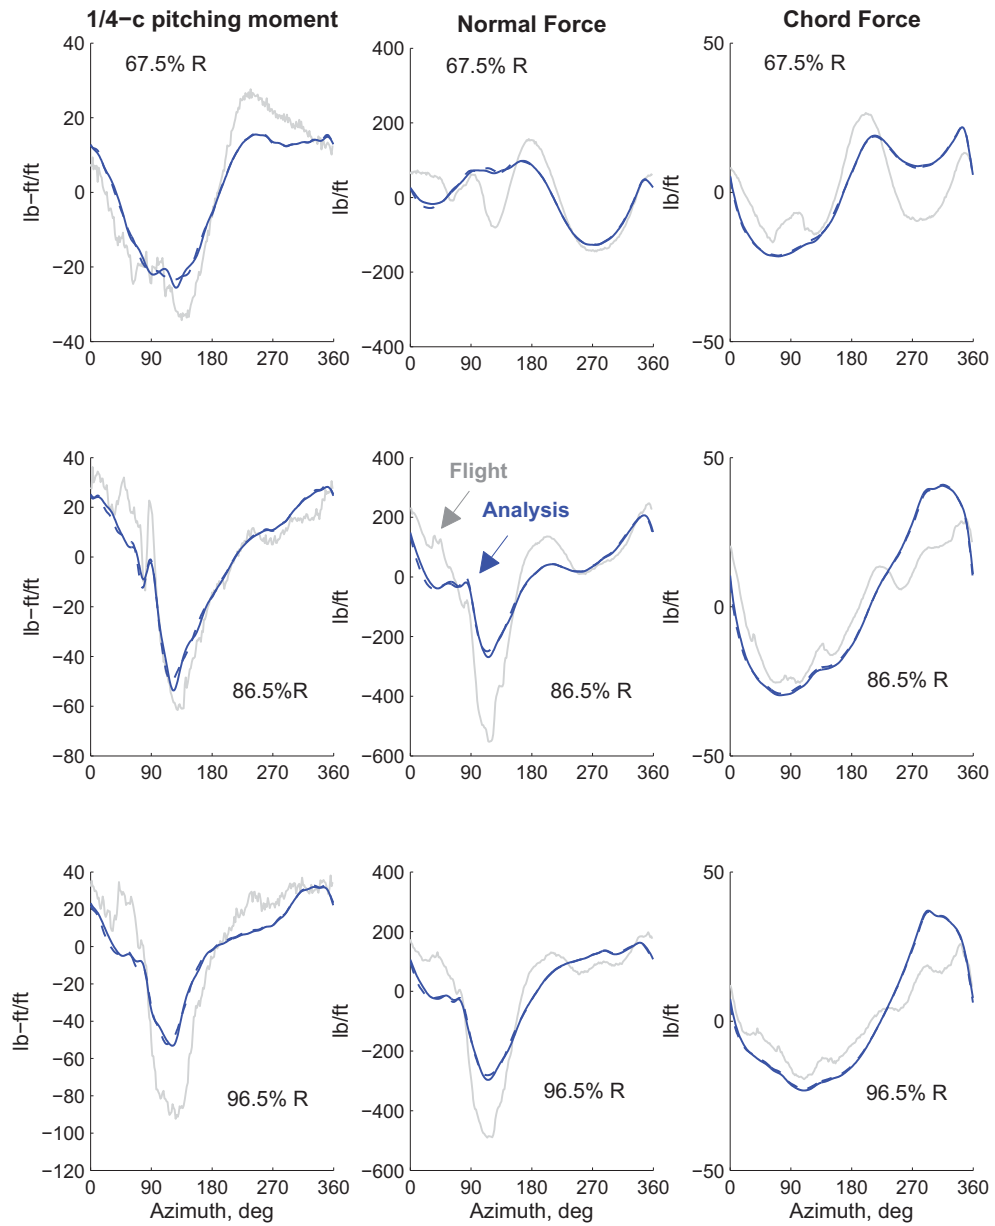 1/4−c pitching moment
Normal Force
Chord Force
40
20
0
−20
−40
lb−ft/ft
67.5% R
0 90 180 270 360
400
200
0
−200
−400
lb/ft
67.5% R
0 90 180 270 360
50
0
−50
lb/ft
67.5% R
0 90 180 270 360
40
20
0
−20
−40
−60
−80
lb−ft/ft
86.5%R
0 90 180 270 360
400
200
0
−200
−400
−600
lb/ft
Flight
Analysis
86.5% R
0 90 180 270 360
50
0
−50
lb/ft
86.5% R
0 90 180 270 360
40
20
0
−20
−40
−60
−80
−100
−120
lb−ft/ft
96.5% R
0 90 180 270 360
Azimuth, deg
400
200
0
−200
−400
−600
lb/ft
96.5% R
0 90 180 270 360
Azimuth, deg
50
0
−50
lb/ft
96.5% R
0 90 180 270 360
Azimuth, deg